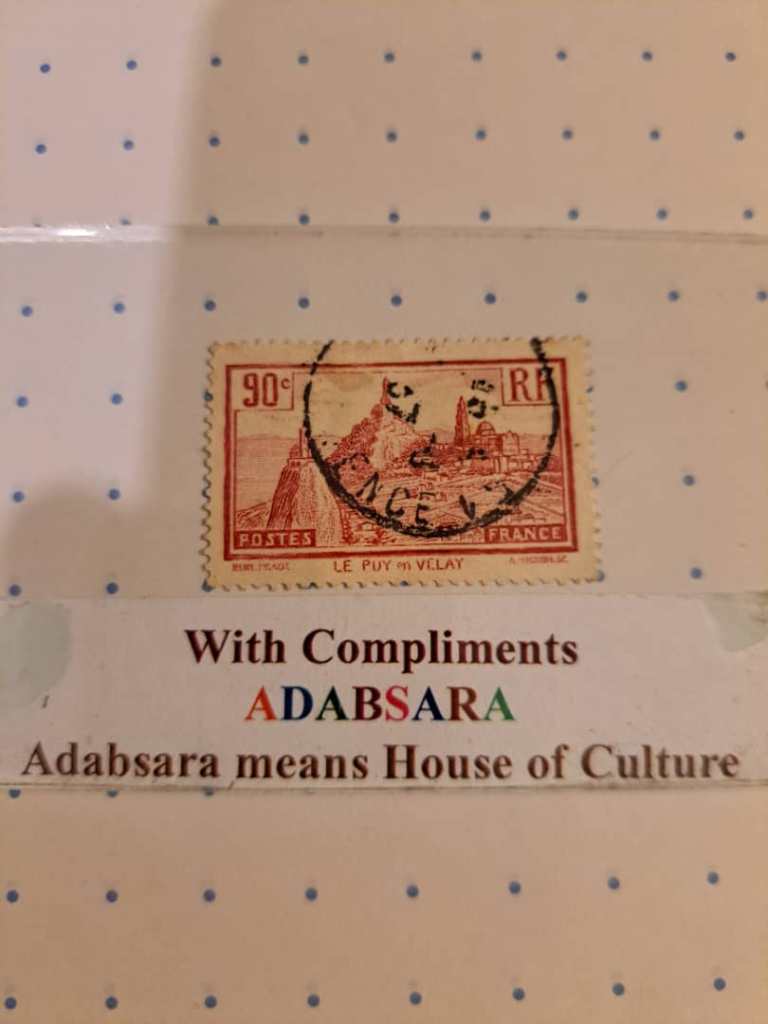 90c RF
POSTES FRANCE
LE PUY en VELAY
With Compliments
ADABSARA
Adabsara means House of Culture